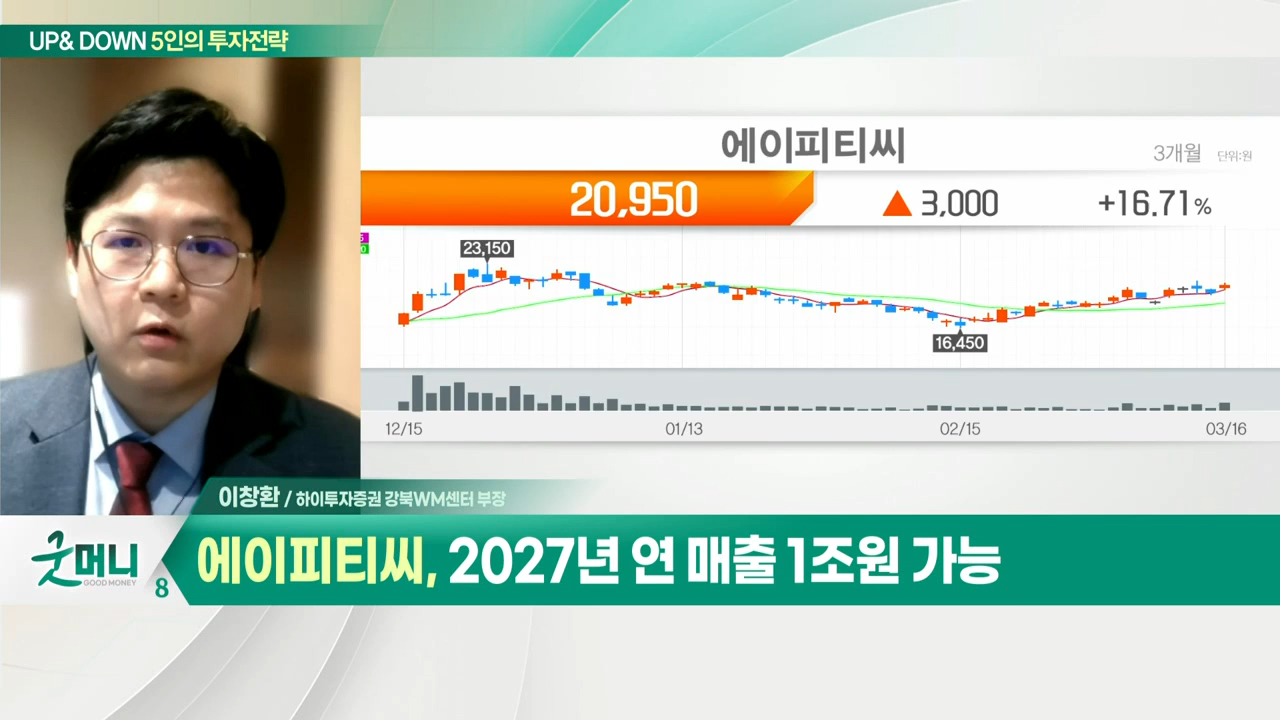 UP& DOWN 5인의 투자전략
에이피티씨
3개월 단위:원
20,950 ▲ 3,000 +16.71%
23,150
16,450
12/15 01/13 02/15 03/16
이창환 / 하이투자증권 강북WM센터 부장
굿머니
GOOD MONEY
8
에이피티씨, 2027년 연 매출 1조원 가능